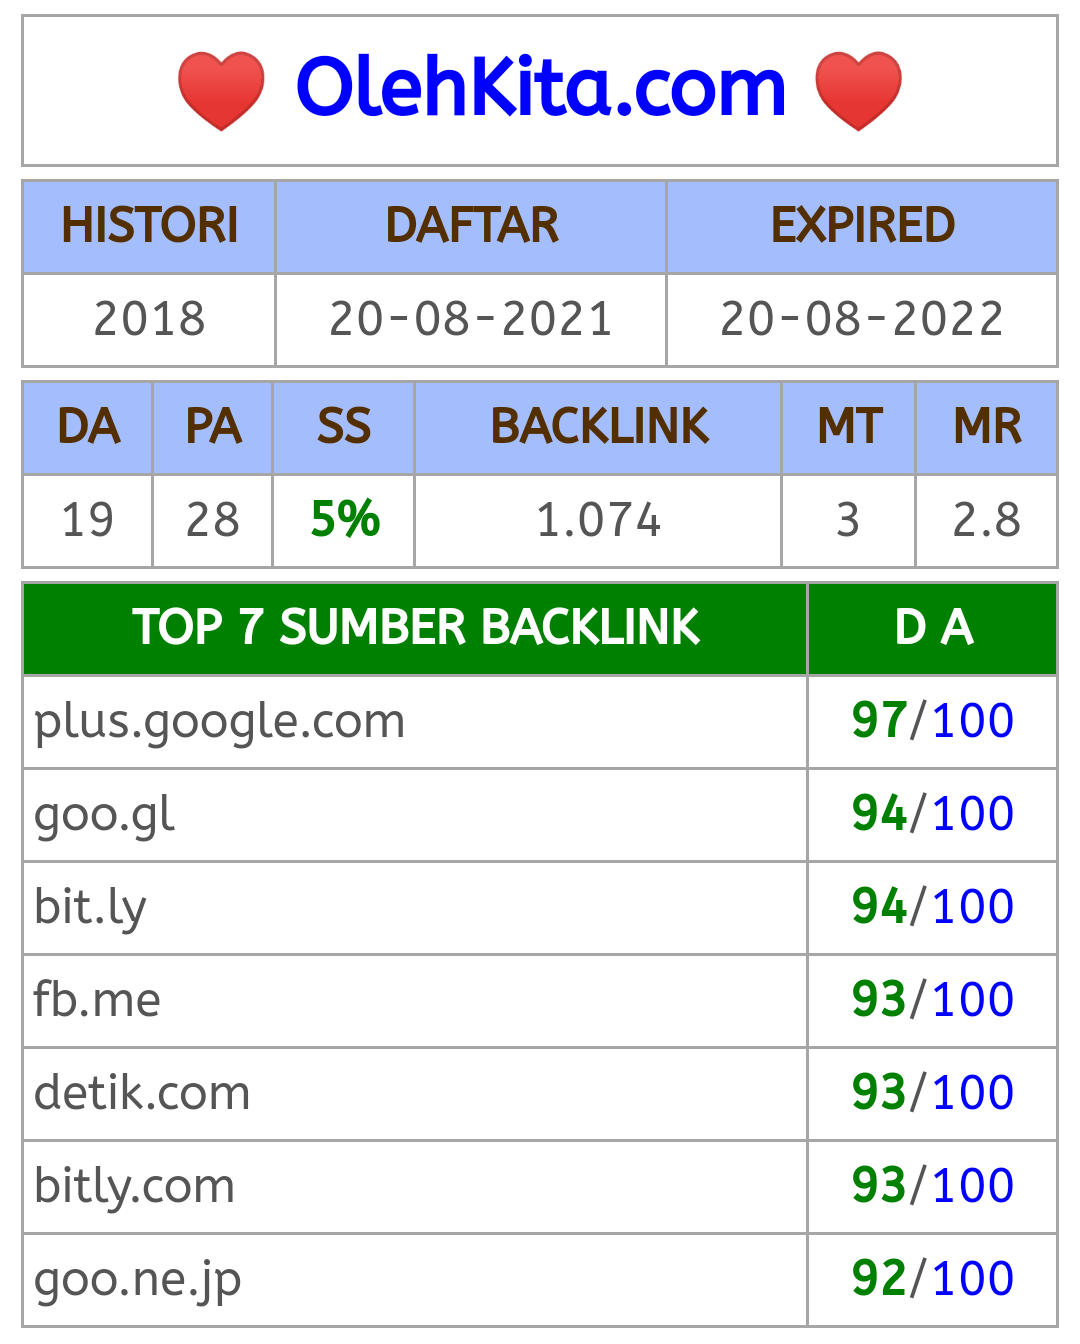 OlehKita.com
HISTORI DAFTAR EXPIRED
2018 20-08-2021 20-08-2022
DA PA SS BACKLINK MT MR
19 28 5% 1.074 3 2.8
TOP 7 SUMBER BACKLINK D A
plus.google.com 97/100
goo.gl 94/100
bit.ly 94/100
fb.me 93/100
detik.com 93/100
bitly.com 93/100
goo.ne.jp 92/100